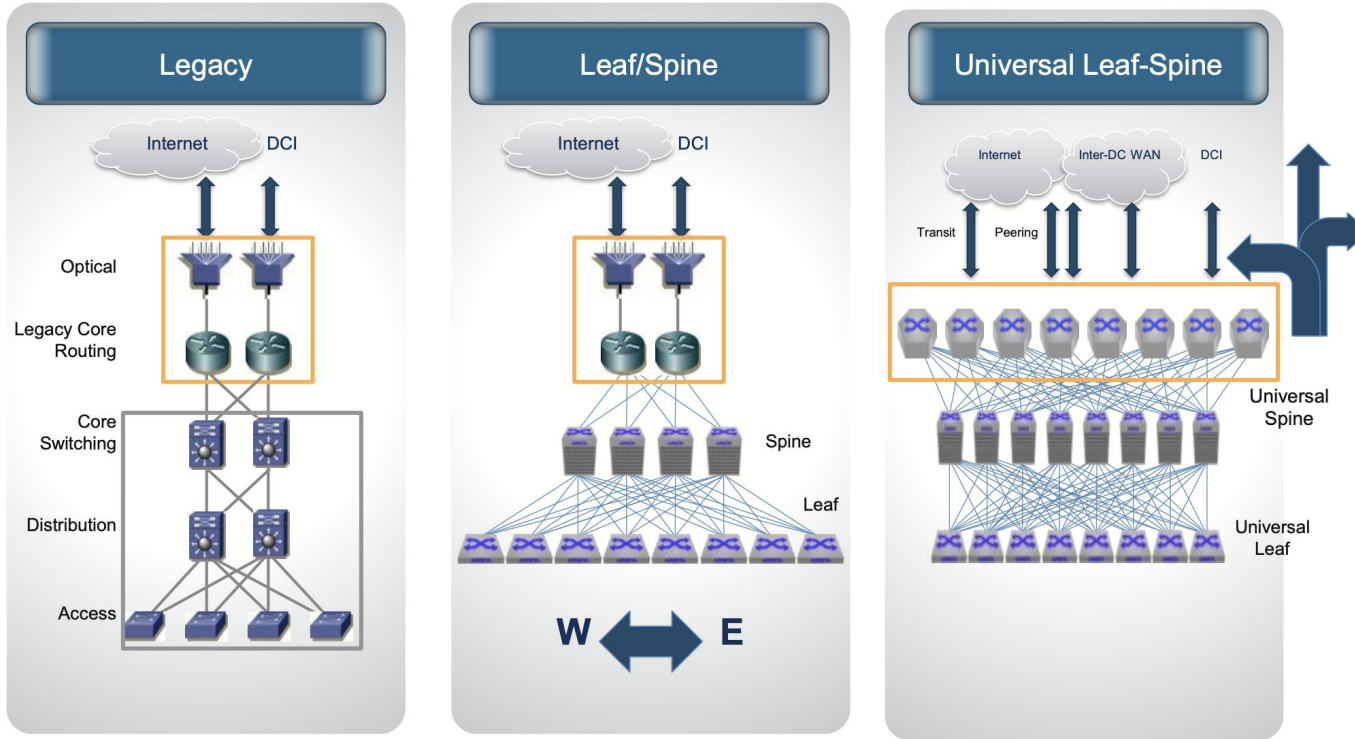 Legacy
Internet
DCI
Optical
Legacy Core
Routing
Core
Switching
Distribution
Access
Leaf/Spine
Internet
DCI
Spine
Leaf
W
E
Universal Leaf-Spine
Internet
Inter-DC WAN
DCI
Transit
Peering
Universal
Spine
Universal
Leaf